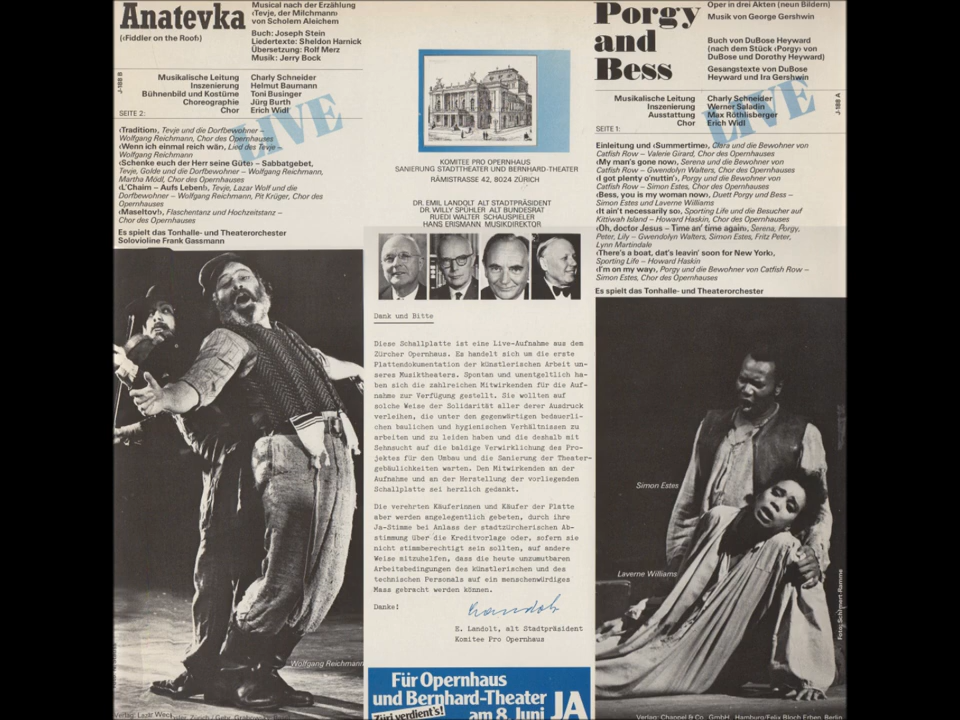 Anatevka
(‹Fiddler on the Roof›)
Musical nach der Erzählung
‹Tevje, der Milchmann›
von Scholem Aleichem
Buch: Joseph Stein
Liedertexte: Sheldon Harnick
Übersetzung: Rolf Merz
Musik: Jerry Bock
J-188 B
Musikalische Leitung Charly Schneider
Inszenierung Helmut Baumann
Bühnenbild und Kostüme Toni Businger
Choreographie Jürg Burth
Chor Erich Widl
SEITE 2:
LIVE
‹Tradition›, Tevje und die Dorfbewohner –
Wolfgang Reichmann, Chor des Opernhauses
‹Wenn ich einmal reich wär›, Lied des Tevje –
Wolfgang Reichmann
‹Schenke euch der Herr seine Güte› – Sabbatgebet,
Tevje, Golde und die Dorfbewohner – Wolfgang Reichmann,
Martha Mödl, Chor des Opernhauses
‹L'Chaim – Aufs Leben!›, Tevje, Lazar Wolf und die
Dorfbewohner – Wolfgang Reichmann, Pit Krüger, Chor des
Opernhauses
‹Maseltov!›, Flaschentanz und Hochzeitstanz –
Chor des Opernhauses
Es spielt das Tonhalle- und Theaterorchester
Solovioline Frank Gassmann
Wolfgang Reichmann
KOMITEE PRO OPERNHAUS
SANIERUNG STADTTHEATER UND BERNHARD-THEATER
RÄMISTRASSE 42, 8024 ZÜRICH
DR. EMIL LANDOLT ALT STADTPRÄSIDENT
DR. WILLY SPÜHLER ALT BUNDESRAT
RUEDI WALTER SCHAUSPIELER
HANS ERISMANN MUSIKDIREKTOR
Dank und Bitte
Diese Schallplatte ist eine Live-Aufnahme aus dem
Zürcher Opernhaus. Es handelt sich um die erste
Plattendokumentation der künstlerischen Arbeit un-
seres Musiktheaters. Spontan und unentgeltlich ha-
ben sich die zahlreichen Mitwirkenden für die Auf-
nahme zur Verfügung gestellt. Sie wollten auf
solche Weise der Solidarität aller derer Ausdruck
verleihen, die unter den gegenwärtigen bedauerli-
chen baulichen und hygienischen Verhältnissen zu
arbeiten und zu leiden haben und die deshalb mit
Sehnsucht auf die baldige Verwirklichung des Pro-
jektes für den Umbau und die Sanierung der Theater-
gebäulichkeiten warten. Den Mitwirkenden an der
Aufnahme und an der Herstellung der vorliegenden
Schallplatte sei herzlich gedankt.
Die verehrten Käuferinnen und Käufer der Platte
aber werden angelegentlich gebeten, durch ihre
Ja-Stimme bei Anlass der stadtzürcherischen Ab-
stimmung über die Kreditvorlage oder, sofern sie
nicht stimmberechtigt sein sollten, auf andere
Weise mitzuhelfen, dass die heute unzumutbaren
Arbeitsbedingungen des künstlerischen und des
technischen Personals auf ein menschenwürdiges
Mass gebracht werden können.
Danke!
Landolt
E. Landolt, alt Stadtpräsident
Komitee Pro Opernhaus
Für Opernhaus
und Bernhard-Theater
Züri verdient's!
am 8. Juni JA
Porgy
and
Bess
Oper in drei Akten (neun Bildern)
Musik von George Gershwin
Buch von DuBose Heyward
(nach dem Stück ‹Porgy› von
DuBose und Dorothy Heyward)
Gesangstexte von DuBose
Heyward und Ira Gershwin
Musikalische Leitung Charly Schneider
Inszenierung Werner Saladin
Ausstattung Max Röthlisberger
Chor Erich Widl
J-188 A
SEITE 1:
LIVE
Einleitung und ‹Summertime›, Clara und die Bewohner von
Catfish Row – Valerie Girard, Chor des Opernhauses
‹My man's gone now›, Serena und die Bewohner von
Catfish Row – Gwendolyn Walters, Chor des Opernhauses
‹I got plenty o'nuttin'›, Porgy und die Bewohner von
Catfish Row – Simon Estes, Chor des Opernhauses
‹Bess, you is my woman now›, Duett Porgy und Bess –
Simon Estes und Laverne Williams
‹It ain't necessarily so›, Sporting Life und die Besucher auf
Kittiwah Island – Howard Haskin, Chor des Opernhauses
‹Oh, doctor Jesus – Time an' time again›, Serena, Porgy,
Peter, Lily – Gwendolyn Walters, Simon Estes, Fritz Peter,
Lynn Martindale
‹There's a boat, dat's leavin' soon for New York›,
Sporting Life – Howard Haskin
‹I'm on my way›, Porgy und die Bewohner von Catfish Row –
Simon Estes, Chor des Opernhauses
Es spielt das Tonhalle- und Theaterorchester
Simon Estes
Laverne Williams